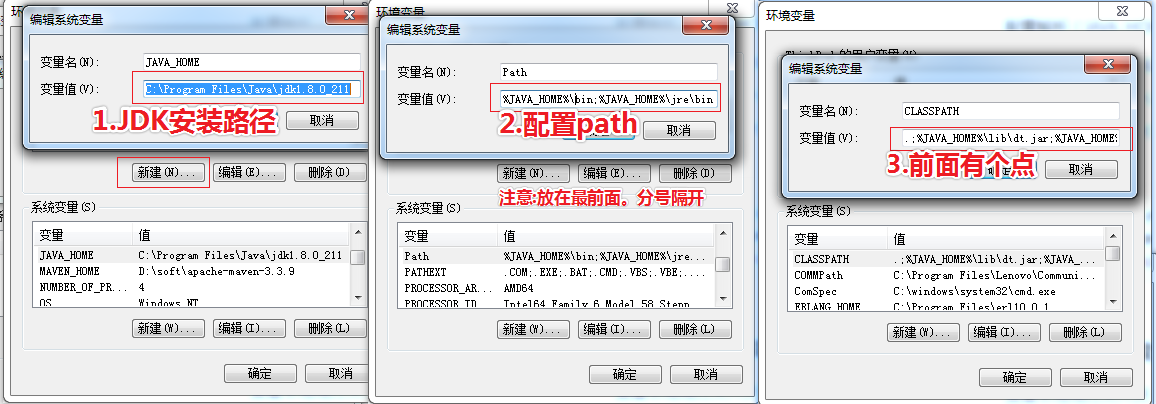 编辑系统变量
变量名(N):
JAVA_HOME
变量值(V):
C:\Program Files\Java\jdk1.8.0_211
1.JDK安装路径
取消
新建(N)...
编辑(E)...
删除(D)
系统变量(S)
变量
值
JAVA_HOME
C:\Program Files\Java\jdk1.8.0_211
MAVEN_HOME
D:\soft\apache-maven-3.3.9
NUMBER_OF_PR...
4
OS
Windows_NT
新建(W)...
编辑(I)...
删除(L)
确定
取消
环境变量
编辑系统变量
变量名(N):
Path
变量值(V):
%JAVA_HOME%\bin;%JAVA_HOME%\jre\bin
2.配置path
取消
新建(N)...
编辑(E)...
删除(D)
注意:放在最前面。分号隔开
系统变量(S)
变量
值
Path
%JAVA_HOME%\bin;%JAVA_HOME%\jre...
PATHEXT
.COM;.EXE;.BAT;.CMD;.VBS;.VBE;....
PROCESSOR_AR...
AMD64
PROCESSOR_ID
Intel64 Family 6 Model 58 Stepp
新建(W)...
编辑(I)...
删除(L)
确定
取消
环境变量
编辑系统变量
变量名(N):
CLASSPATH
变量值(V):
.;%JAVA_HOME%\lib\dt.jar;%JAVA_HOME%
3.前面有个点
取消
系统变量(S)
变量
值
CLASSPATH
.;%JAVA_HOME%\lib\dt.jar;%JAVA_...
COMMPath
C:\Program Files\Lenovo\Communi...
ComSpec
C:\windows\system32\cmd.exe
ERLANG_HOME
C:\Program Files\erl10.0.1
新建(W)...
编辑(I)...
删除(L)
确定
取消